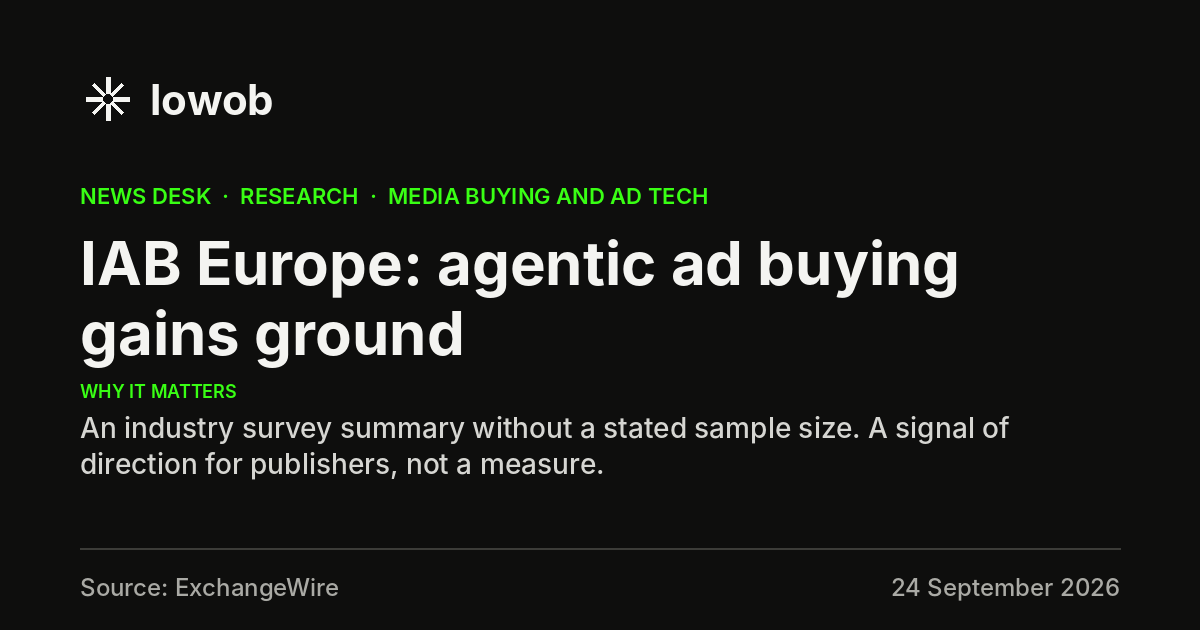 lowob
NEWS DESK · RESEARCH · MEDIA BUYING AND AD TECH
IAB Europe: agentic ad buying
gains ground
WHY IT MATTERS
An industry survey summary without a stated sample size. A signal of
direction for publishers, not a measure.
Source: ExchangeWire
24 September 2026